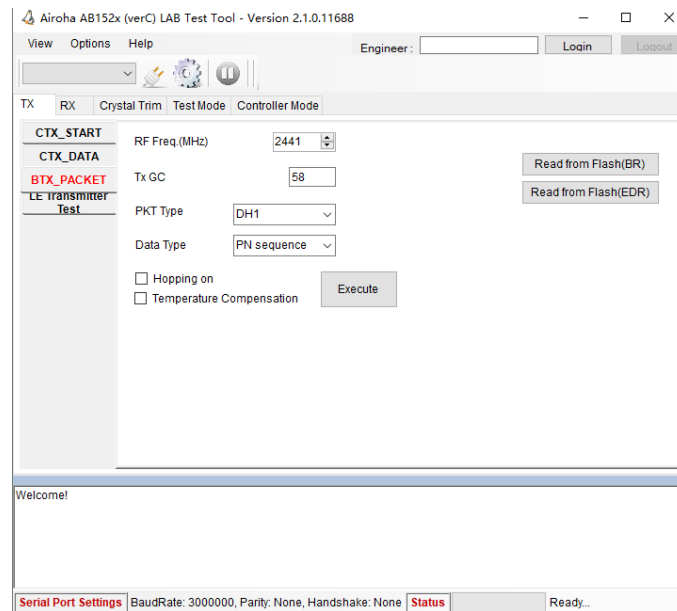 Airoha AB152x (verC) LAB Test Tool - Version 2.1.0.11688
View Options Help
Engineer :
Login
Logout
TX RX Crystal Trim Test Mode Controller Mode
CTX_START
CTX_DATA
BTX_PACKET
LE Transmitter
Test
RF Freq.(MHz) 2441
Tx GC 58
PKT Type DH1
Data Type PN sequence
Hopping on
Temperature Compensation
Execute
Read from Flash(BR)
Read from Flash(EDR)
Welcome!
Serial Port Settings BaudRate: 3000000, Parity: None, Handshake: None Status Ready...